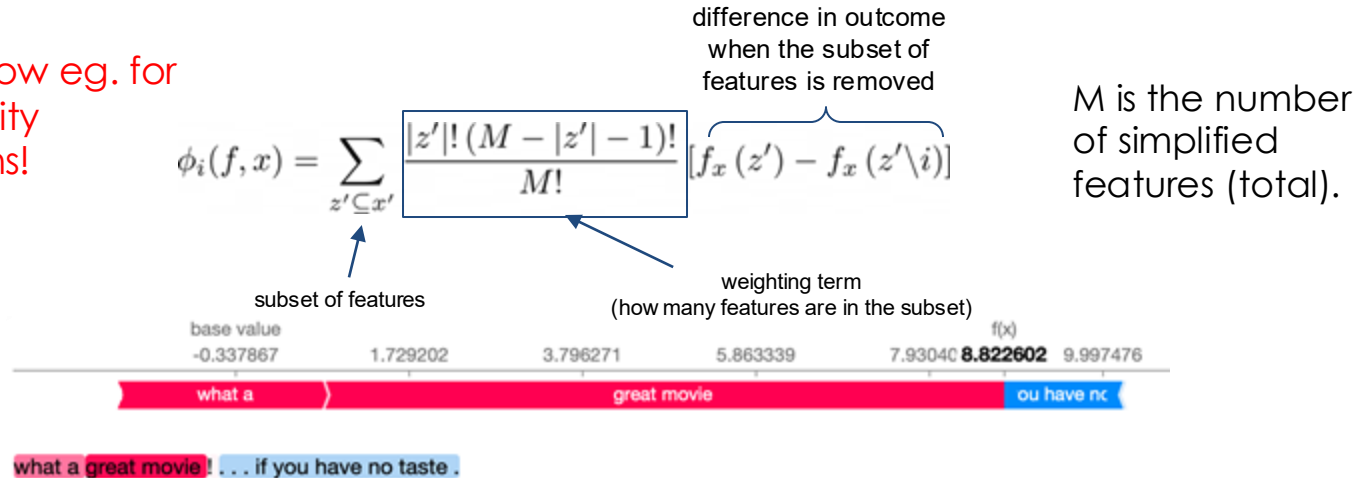 difference in outcome
when the subset of
features is removed
ow eg. for
ity
ns!
M is the number
of simplified
features (total).
ϕᵢ(f, x) = ∑_{z′⊆x′} |z′|! (M − |z′| − 1)! / M! [fₓ (z′) − fₓ (z′\i)]
subset of features
weighting term
(how many features are in the subset)
base value
f(x)
-0.337867 1.729202 3.796271 5.863339 7.93040 8.822602 9.997476
what a
great movie
ou have no
what a great movie ! . . . if you have no taste .